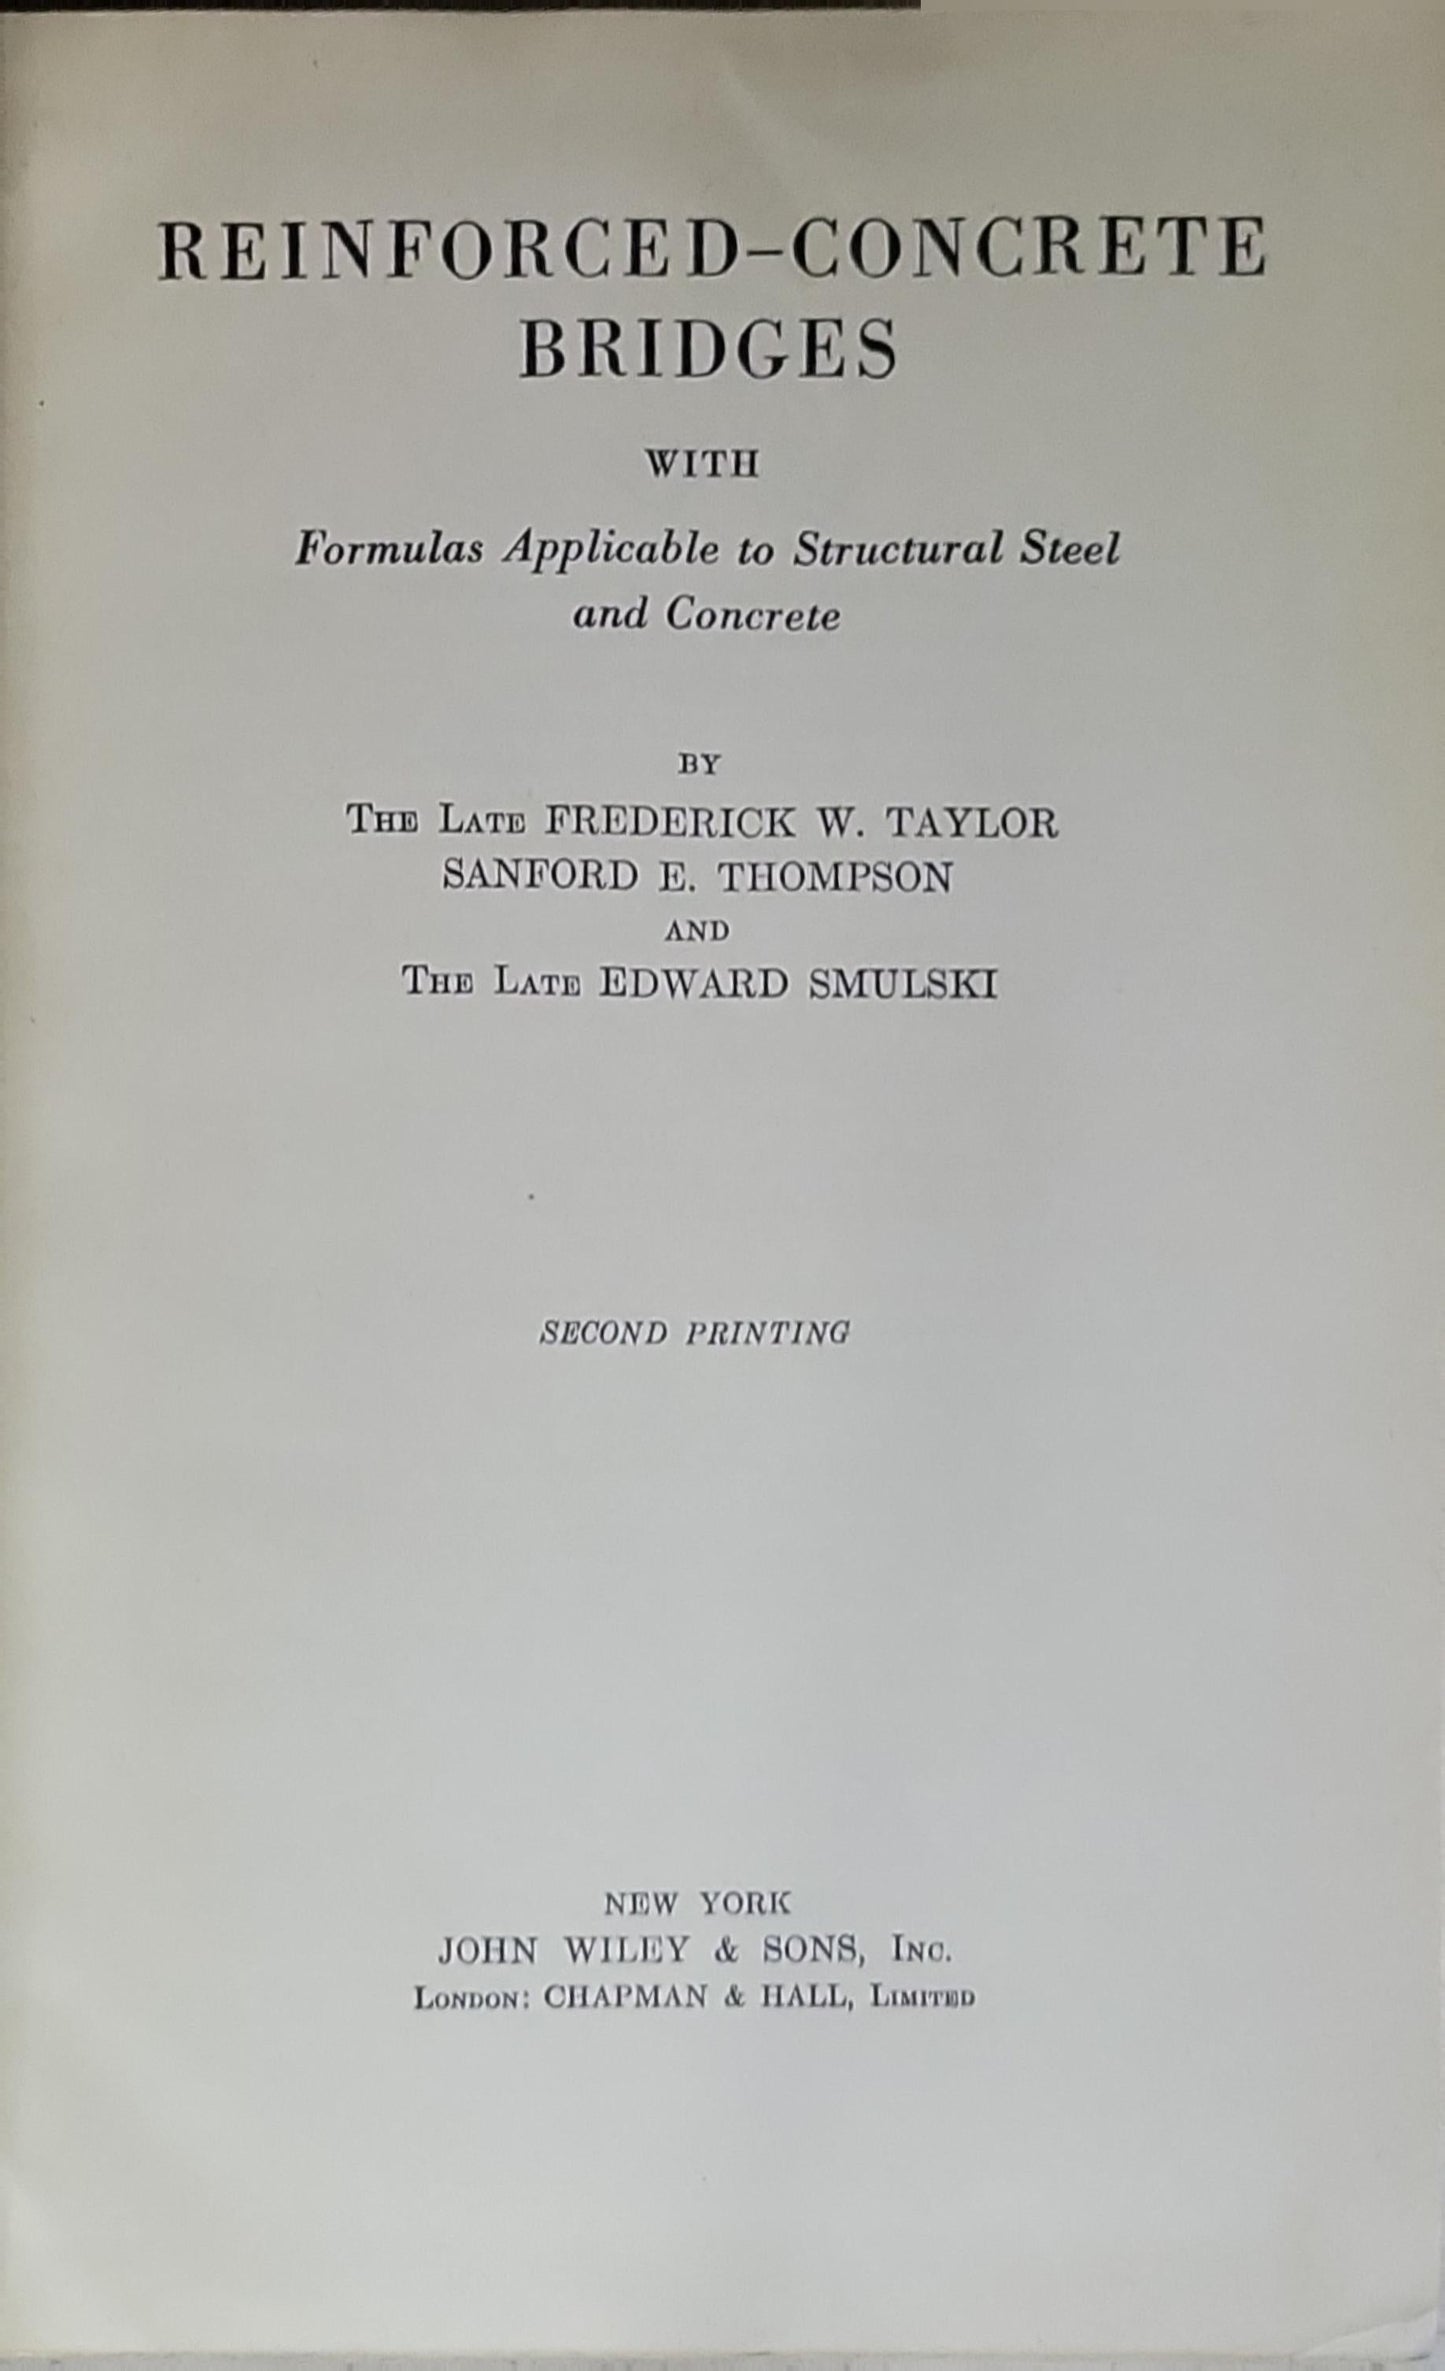 REINFORCED-CONCRETE
BRIDGES
WITH
Formulas Applicable to Structural Steel
and Concrete
BY
THE LATE FREDERICK W. TAYLOR
SANFORD E. THOMPSON
AND
THE LATE EDWARD SMULSKI
SECOND PRINTING
NEW YORK
JOHN WILEY & SONS, INC.
LONDON: CHAPMAN & HALL, LIMITED